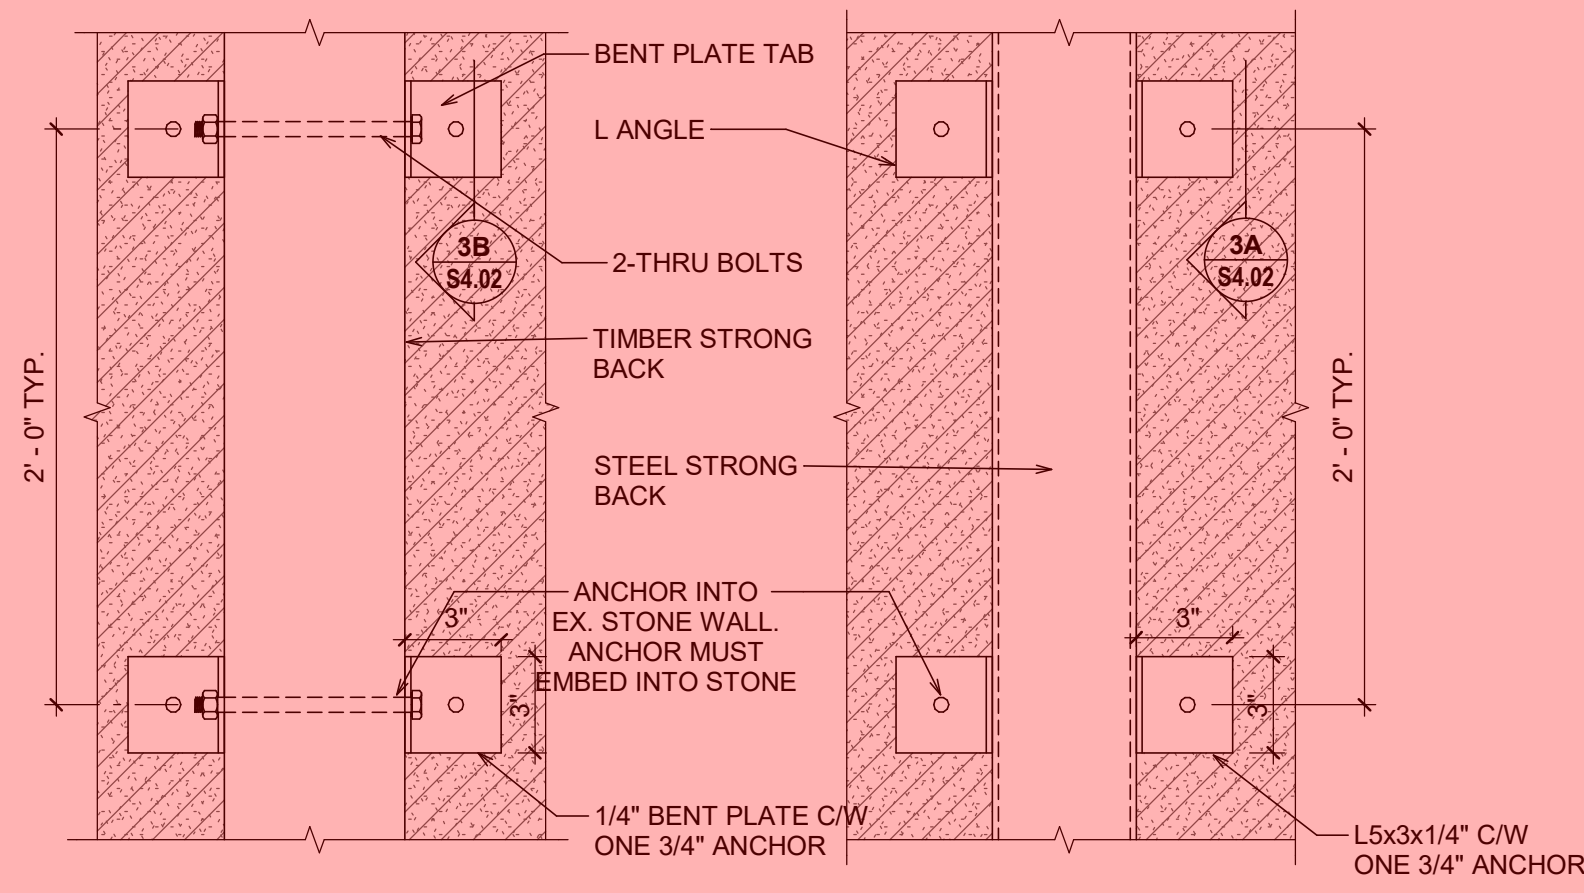 BENT PLATE TAB
L ANGLE
3B
S4.02
3A
S4.02
2-THRU BOLTS
TIMBER STRONG
BACK
2' - 0" TYP.
2' - 0" TYP.
STEEL STRONG
BACK
ANCHOR INTO
EX. STONE WALL.
ANCHOR MUST
EMBED INTO STONE
3"
3"
3"
3"
1/4" BENT PLATE C/W
ONE 3/4" ANCHOR
L5x3x1/4" C/W
ONE 3/4" ANCHOR